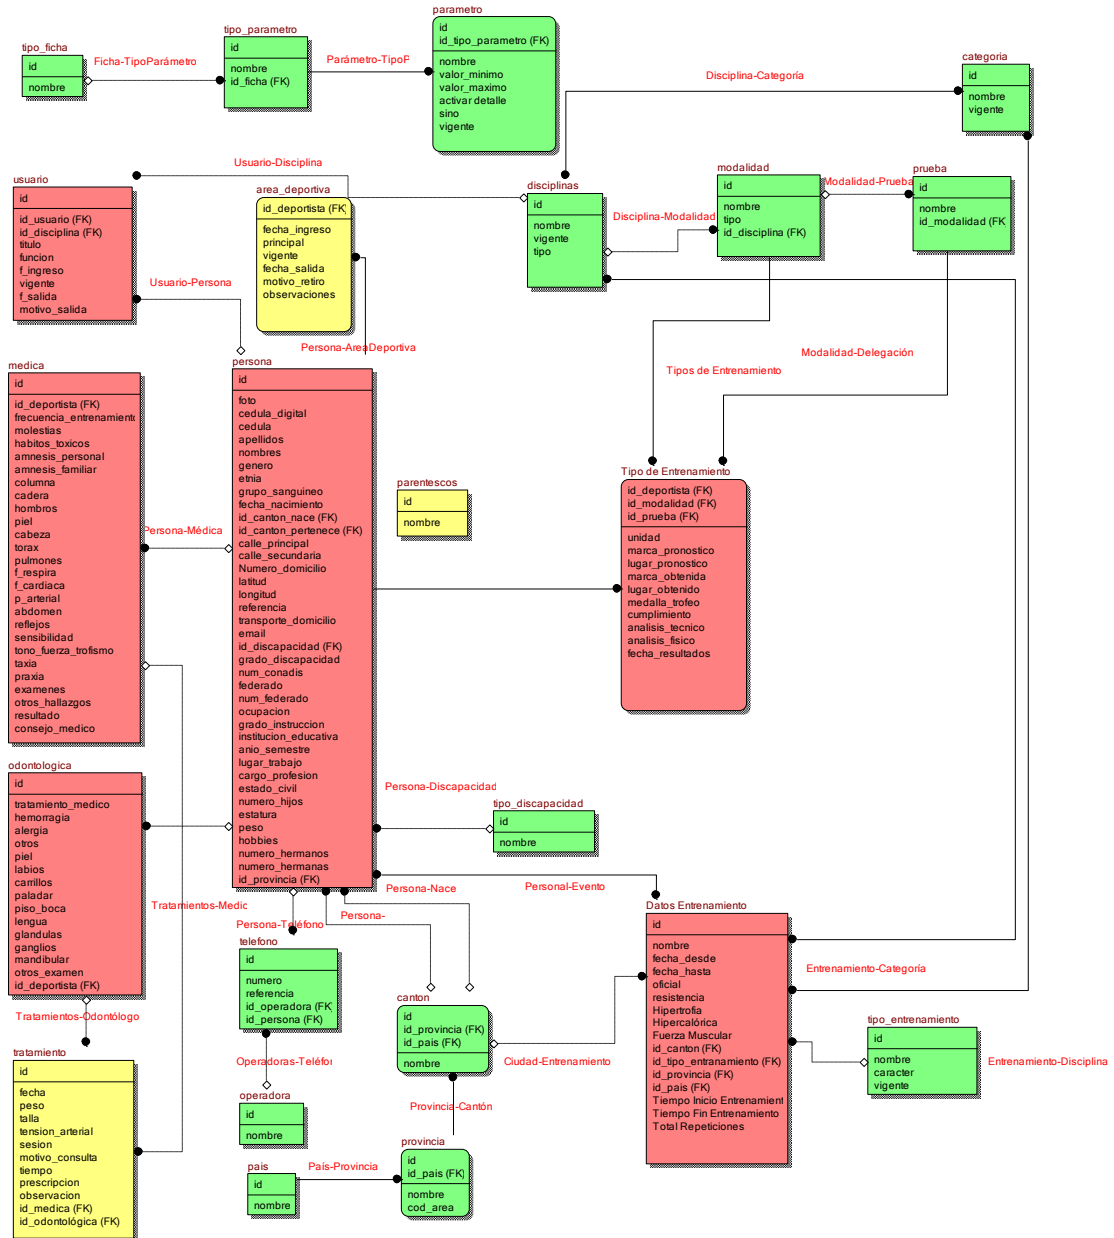 parametro
id
id_tipo_parametro (FK)
nombre
valor_minimo
valor_maximo
activar detalle
sino
vigente
tipo_parametro
id
nombre
id_ficha (FK)
tipo_ficha
id
nombre
Ficha-TipoParámetro
Parámetro-TipoP
categoria
id
nombre
vigente
Disciplina-Categoría
Usuario-Disciplina
usuario
id
id_usuario (FK)
id_disciplina (FK)
titulo
funcion
f_ingreso
vigente
f_salida
motivo_salida
area_deportiva
id_deportista (FK)
fecha_ingreso
principal
vigente
fecha_salida
motivo_retiro
observaciones
disciplinas
id
nombre
vigente
tipo
Disciplina-Modalidad
modalidad
id
nombre
tipo
id_disciplina (FK)
Modalidad-Prueba
prueba
id
nombre
id_modalidad (FK
Usuario-Persona
Persona-AreaDeportiva
Modalidad-Delegación
Tipos de Entrenamiento
medica
id
id_deportista (FK)
frecuencia_entrenamiento
molestias
habitos_toxicos
amnesis_personal
amnesis_familiar
columna
cadera
hombros
piel
cabeza
torax
pulmones
f_respira
f_cardiaca
p_arterial
abdomen
reflejos
sensibilidad
tono_fuerza_trofismo
taxia
praxia
examenes
otros_hallazgos
resultado
consejo_medico
Persona-Médica
persona
id
foto
cedula_digital
cedula
apellidos
nombres
genero
etnia
grupo_sanguineo
fecha_nacimiento
id_canton_nace (FK)
id_canton_pertenece (FK)
calle_principal
calle_secundaria
Numero_domicilio
latitud
longitud
referencia
transporte_domicilio
email
id_discapacidad (FK)
grado_discapacidad
num_conadis
federado
num_federado
ocupacion
grado_instruccion
institucion_educativa
anio_semestre
lugar_trabajo
cargo_profesion
estado_civil
numero_hijos
estatura
peso
hobbies
numero_hermanos
numero_hermanas
id_provincia (FK)
parentescos
id
nombre
Tipo de Entrenamiento
id_deportista (FK)
id_modalidad (FK)
id_prueba (FK)
unidad
marca_pronostico
lugar_pronostico
marca_obtenida
lugar_obtenido
medalla_trofeo
cumplimiento
analisis_tecnico
analisis_fisico
fecha_resultados
odontologica
id
tratamiento_medico
hemorragia
alergia
otros
piel
labios
carrillos
paladar
piso_boca
lengua
glandulas
ganglios
mandibular
otros_examen
id_deportista (FK)
Tratamientos-Medic
Tratamientos-Odontólogo
tratamiento
id
fecha
peso
talla
tension_arterial
sesion
motivo_consulta
tiempo
prescripcion
observacion
id_medica (FK)
id_odontológica (FK)
Persona-Discapacidad
tipo_discapacidad
id
nombre
Persona-Nace
Personal-Evento
Persona-
Persona-Teléfono
telefono
id
numero
referencia
id_operadora (FK)
id_persona (FK)
Operadoras-Teléfor
operadora
id
nombre
canton
id
id_provincia (FK)
id_pais (FK)
nombre
Ciudad-Entrenamiento
Provincia-Cantón
provincia
id
id_pais (FK)
nombre
cod_area
País-Provincia
pais
id
nombre
Datos Entrenamiento
id
nombre
fecha_desde
fecha_hasta
oficial
resistencia
Hipertrofia
Hipercalórica
Fuerza Muscular
id_canton (FK)
id_tipo_entranamiento (FK)
id_provincia (FK)
id_pais (FK)
Tiempo Inicio Entrenamient
Tiempo Fin Entrenamiento
Total Repeticiones
Entrenamiento-Categoría
tipo_entrenamiento
id
nombre
caracter
vigente
Entrenamiento-Disciplina